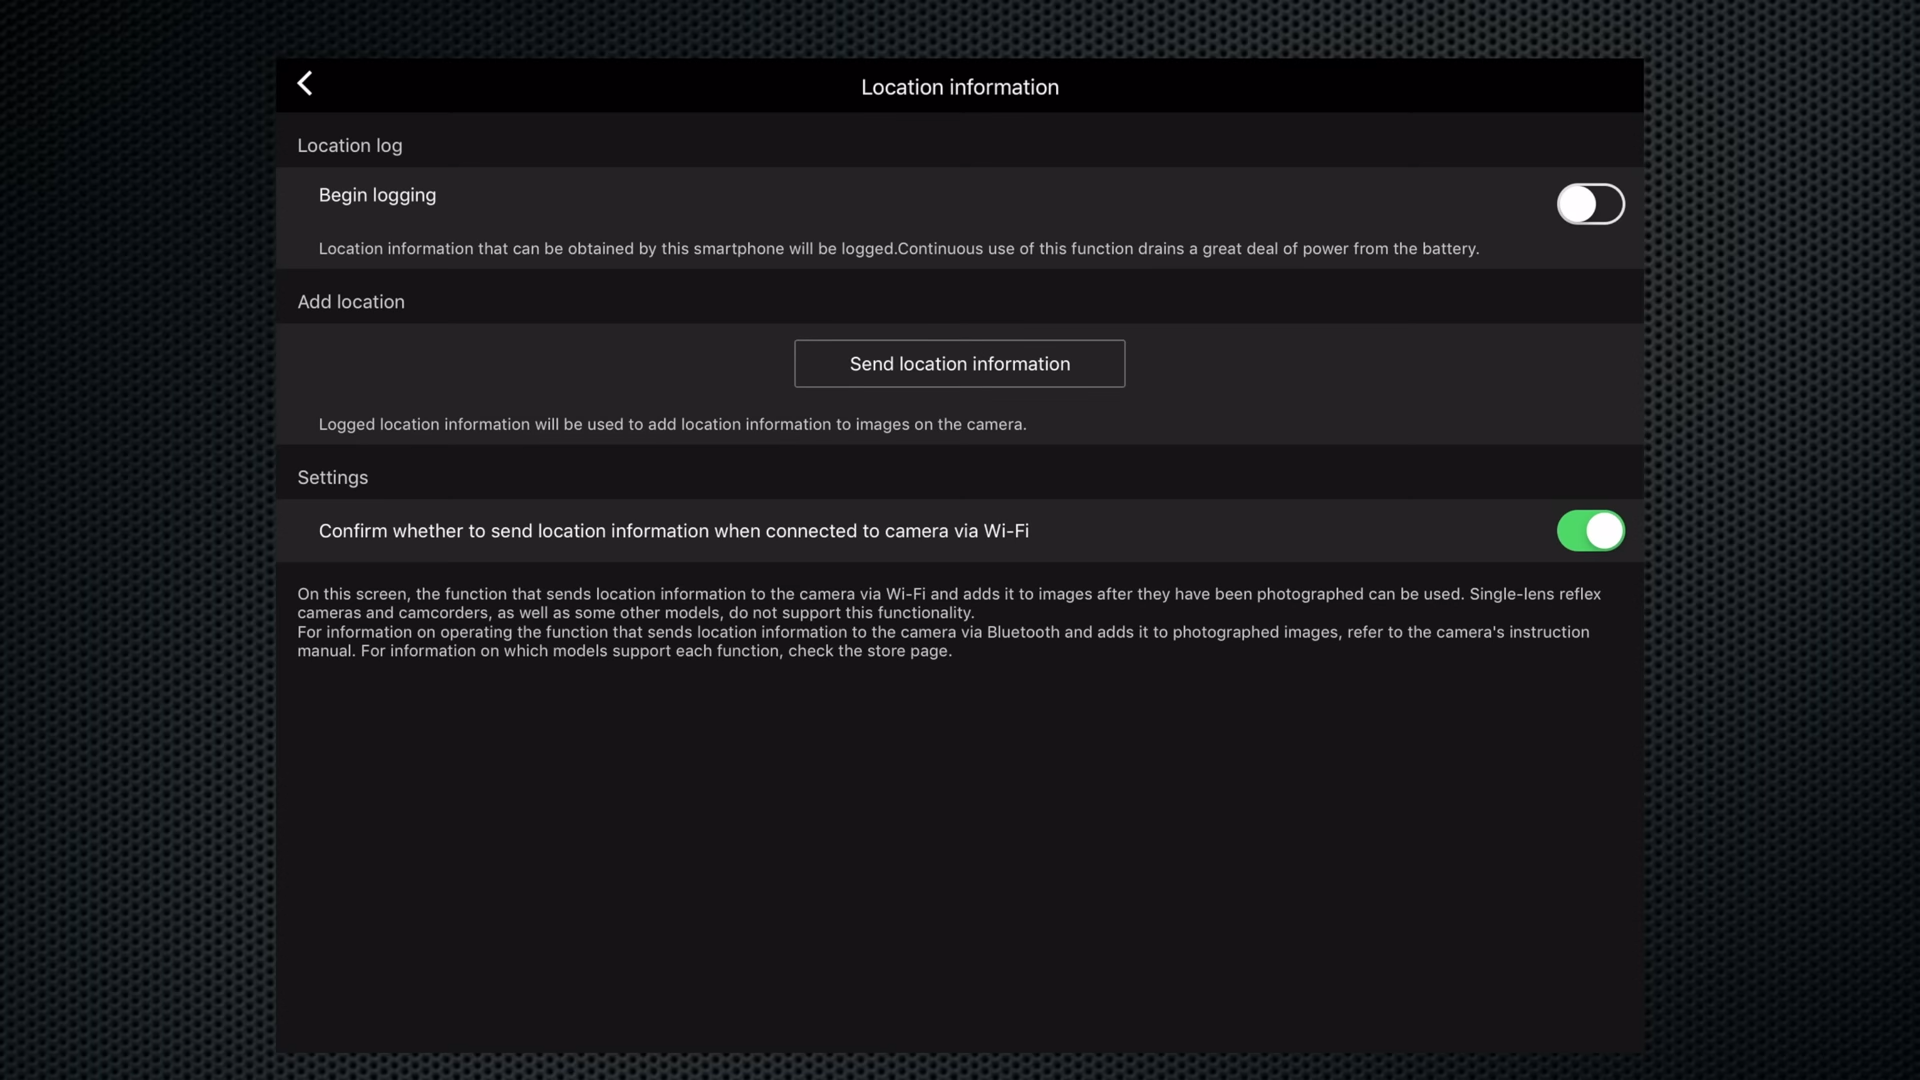 Location information
Location log
Begin logging
Location information that can be obtained by this smartphone will be logged.Continuous use of this function drains a great deal of power from the battery.
Add location
Send location information
Logged location information will be used to add location information to images on the camera.
Settings
Confirm whether to send location information when connected to camera via Wi-Fi
On this screen, the function that sends location information to the camera via Wi-Fi and adds it to images after they have been photographed can be used. Single-lens reflex
cameras and camcorders, as well as some other models, do not support this functionality.
For information on operating the function that sends location information to the camera via Bluetooth and adds it to photographed images, refer to the camera's instruction
manual. For information on which models support each function, check the store page.